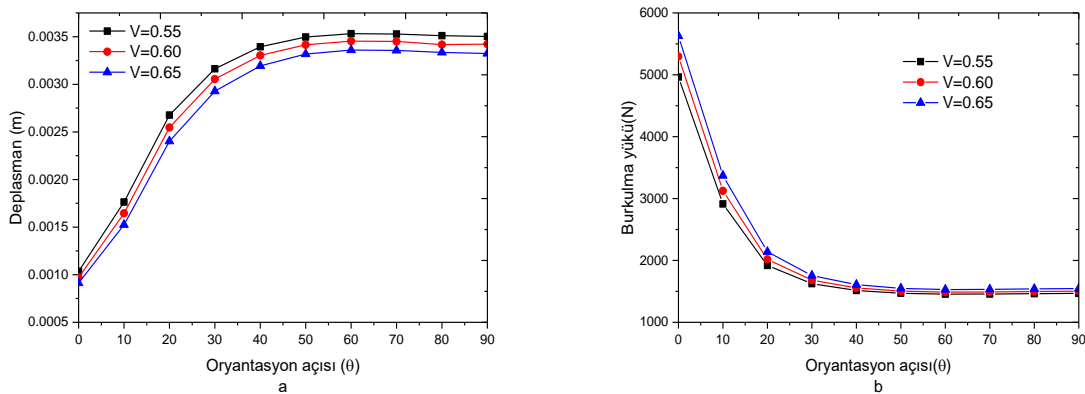 V=0.55
V=0.60
V=0.65
0.0035
0.0030
0.0025
0.0020
0.0015
0.0010
0.0005
Deplasman (m)
0 10 20 30 40 50 60 70 80 90
Oryantasyon açısı (θ)
a
6000
5000
4000
3000
2000
1000
Burkulma yükü(N)
V=0.55
V=0.60
V=0.65
0 10 20 30 40 50 60 70 80 90
Oryantasyon açısı(θ)
b